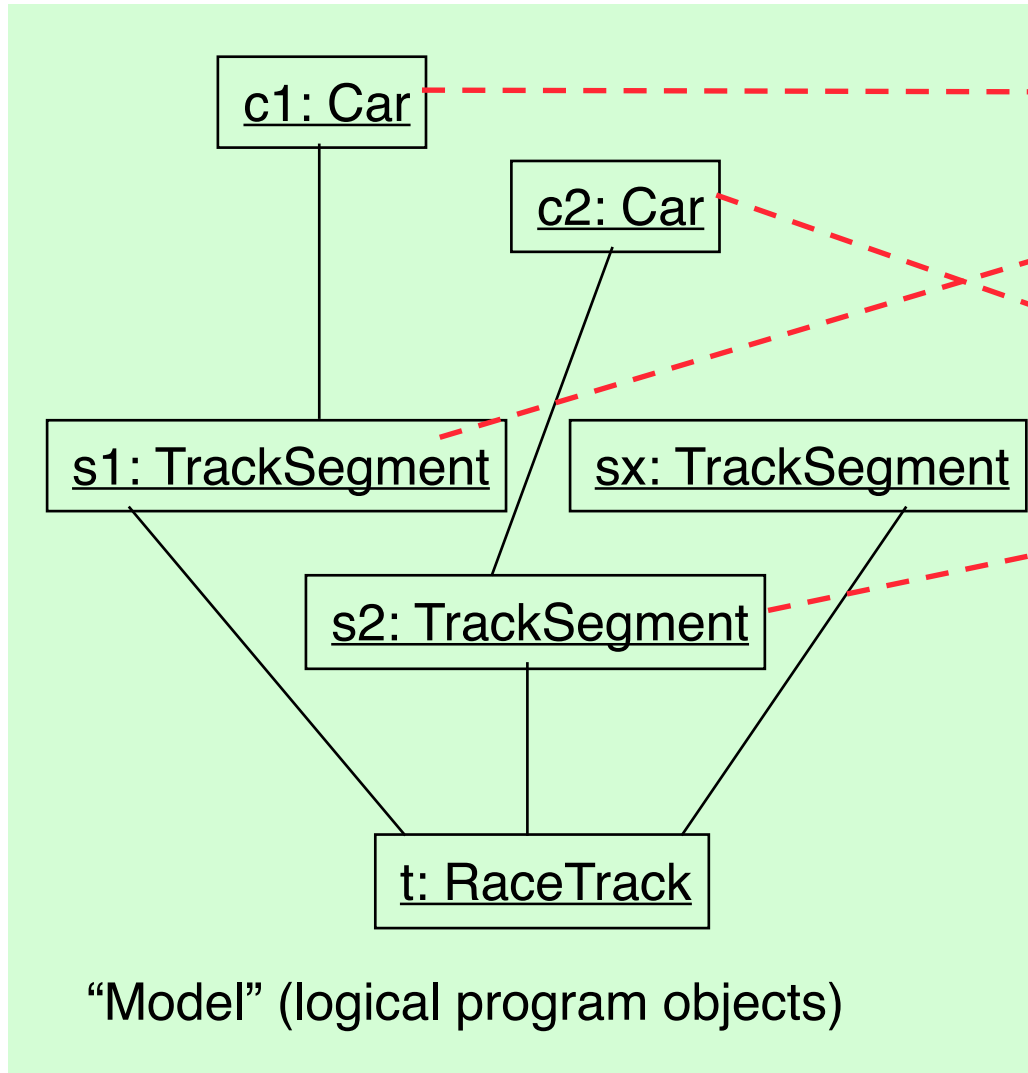 c1: Car
c2: Car
s1: TrackSegment
sx: TrackSegment
s2: TrackSegment
t: RaceTrack
“Model” (logical program objects)